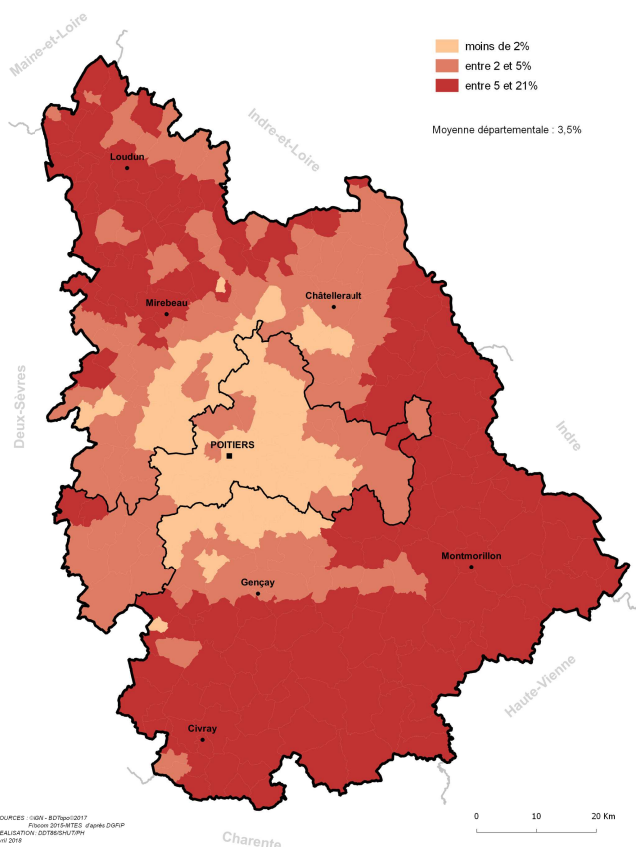 Maine-et-Loire
moins de 2%
entre 2 et 5%
entre 5 et 21%
Indre-et-Loire
Moyenne départementale : 3,5%
Loudun
Châtellerault
Mirebeau
Deux-Sèvres
Indre
POITIERS
Montmorillon
Gençay
Haute-Vienne
Civray
OURCES : ©IGN - BDTopo©2017
Filocom 2015-MTES d'après DGFiP
EALISATION: DDT86/SHUT/PH
vril 2018
0 10 20 Km
Charente